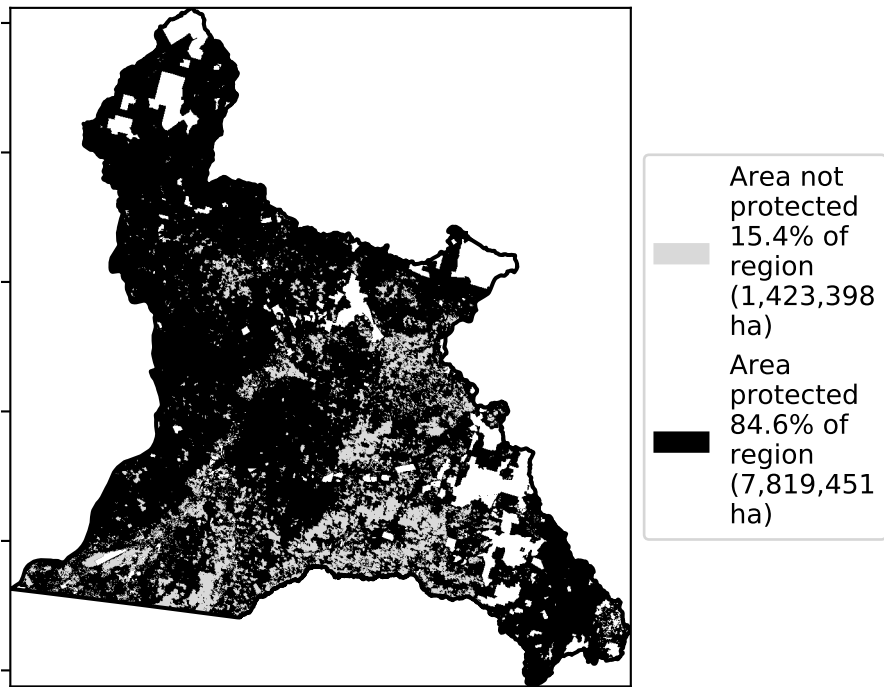 Area not
protected
15.4% of
region
(1,423,398
ha)
Area
protected
84.6% of
region
(7,819,451
ha)